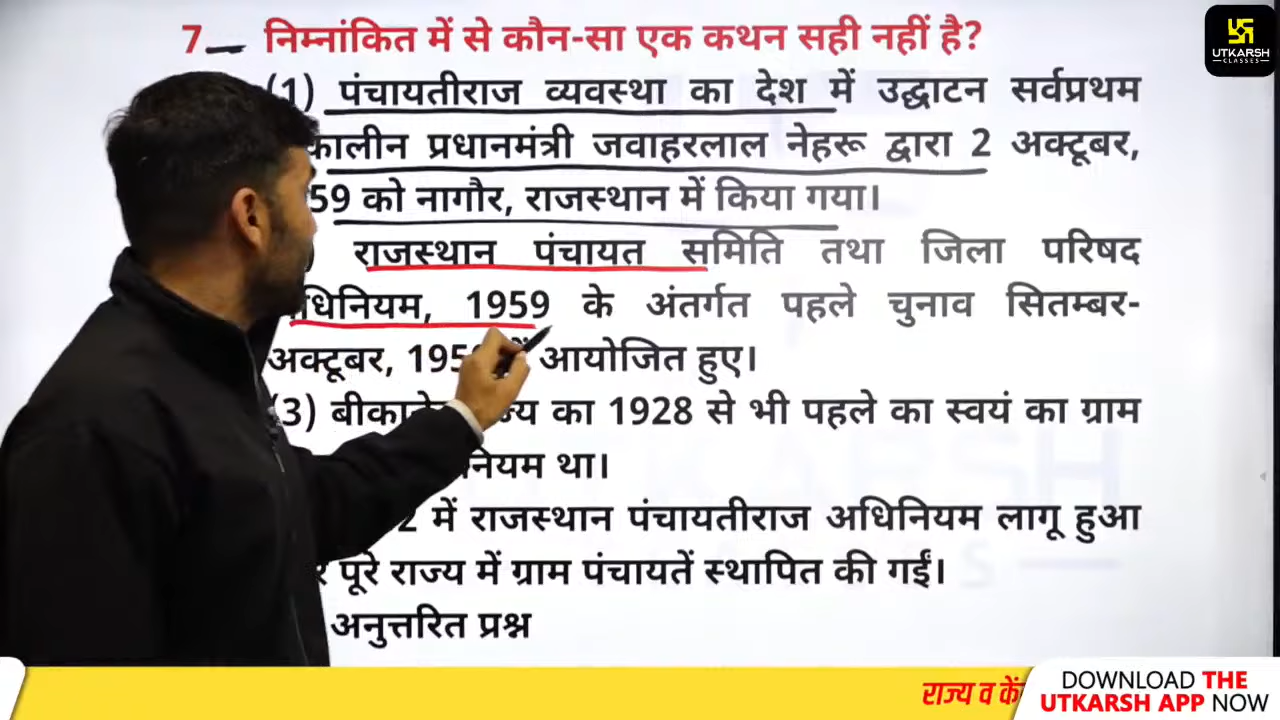 7 निम्नांकित में से कौन-सा एक कथन सही नहीं है?
(1) पंचायतीराज व्यवस्था का देश में उद्घाटन सर्वप्रथम
कालीन प्रधानमंत्री जवाहरलाल नेहरू द्वारा 2 अक्टूबर,
59 को नागौर, राजस्थान में किया गया।
राजस्थान पंचायत समिति तथा जिला परिषद
धिनियम, 1959 के अंतर्गत पहले चुनाव सितम्बर-
अक्टूबर, आयोजित हुए।
(3) का 1928 से भी पहले का स्वयं का ग्राम
नियम था।
2 में राजस्थान पंचायतीराज अधिनियम लागू हुआ
पूरे राज्य में ग्राम पंचायतें स्थापित की गईं।
अनुत्तरित प्रश्न
UTKARSH
CLASSES
राज्य व
DOWNLOAD THE
UTKARSH APP NOW